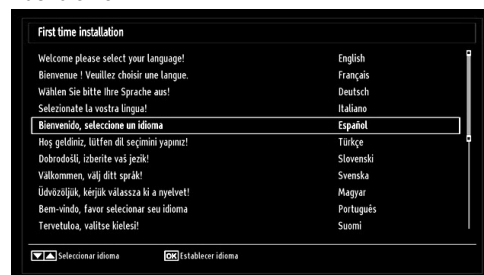 First time installation
Welcome please select your language! English
Bienvenue ! Veuillez choisir une langue. Français
Wählen Sie bitte Ihre Sprache aus! Deutsch
Selezionate la vostra lingua! Italiano
Bienvenido, seleccione un idioma Español
Hoş geldiniz, lütfen dil seçimini yapınız! Türkçe
Dobrodošli, izberite vaš jezik! Slovenski
Välkommen, välj ditt språk! Svenska
Üdvözöljük, kérjük válassza ki a nyelvet! Magyar
Bem-vindo, favor selecionar seu idioma Português
Tervetuloa, valitse kielesi! Suomi
Seleccionar idioma OK Establecer idioma